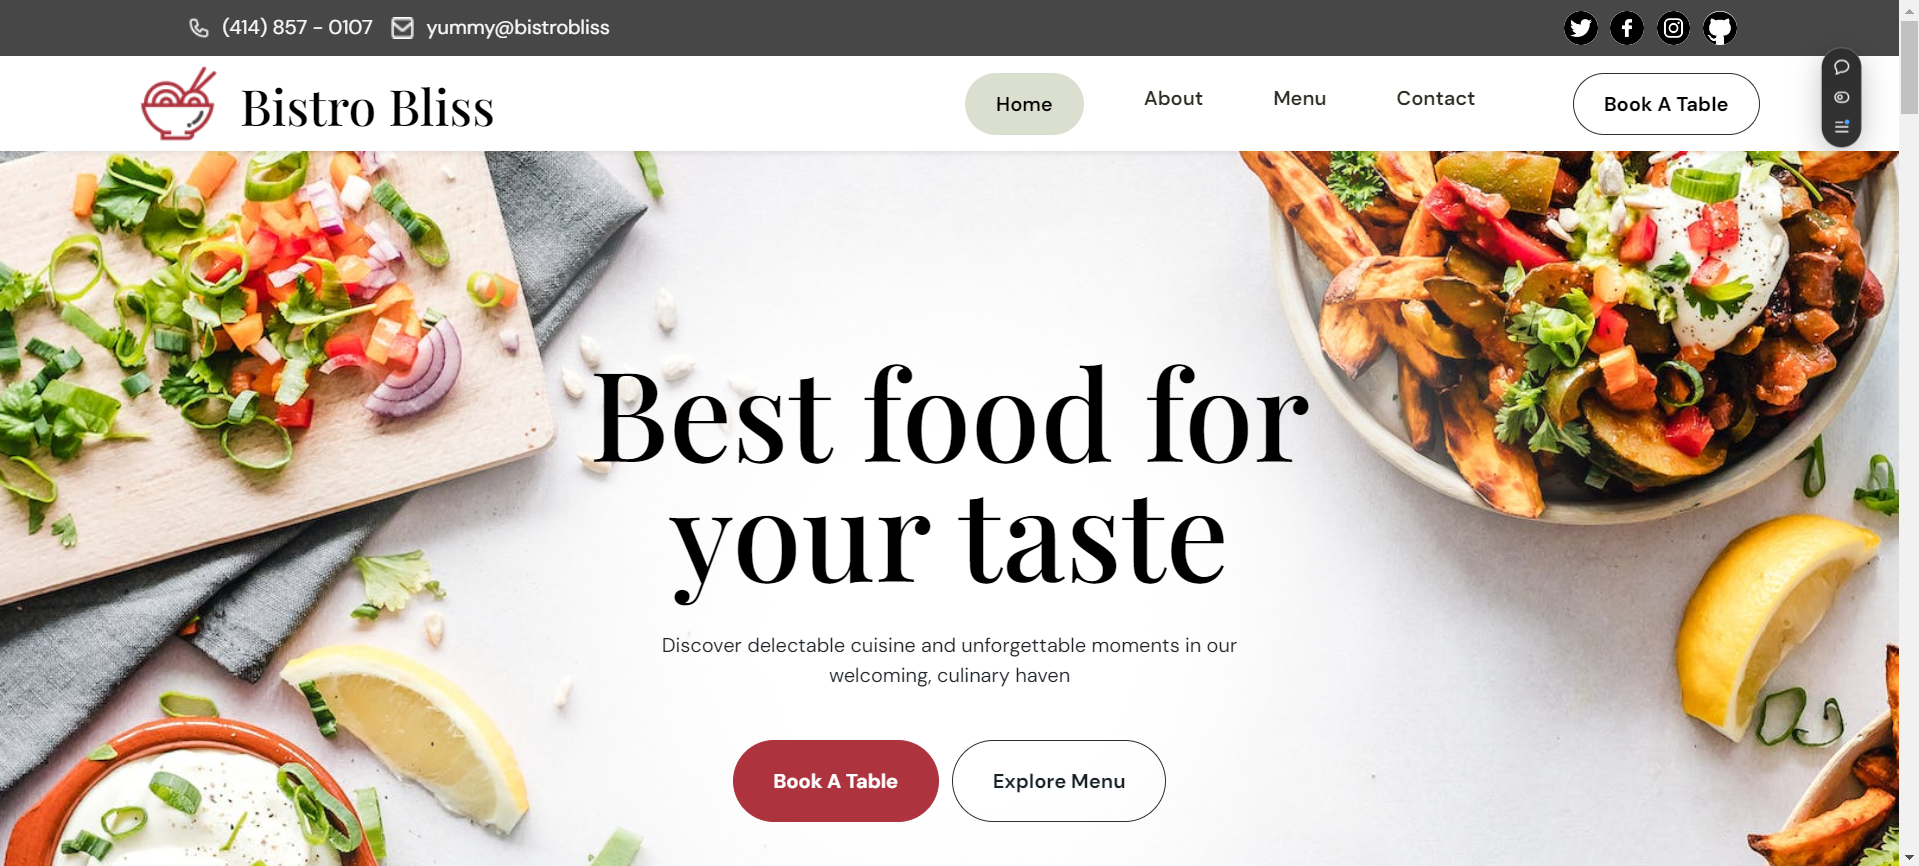 (414) 857 - 0107 yummy@bistrobliss
Bistro Bliss
Home About Menu Contact Book A Table
Best food for
your taste
Discover delectable cuisine and unforgettable moments in our
welcoming, culinary haven
Book A Table Explore Menu